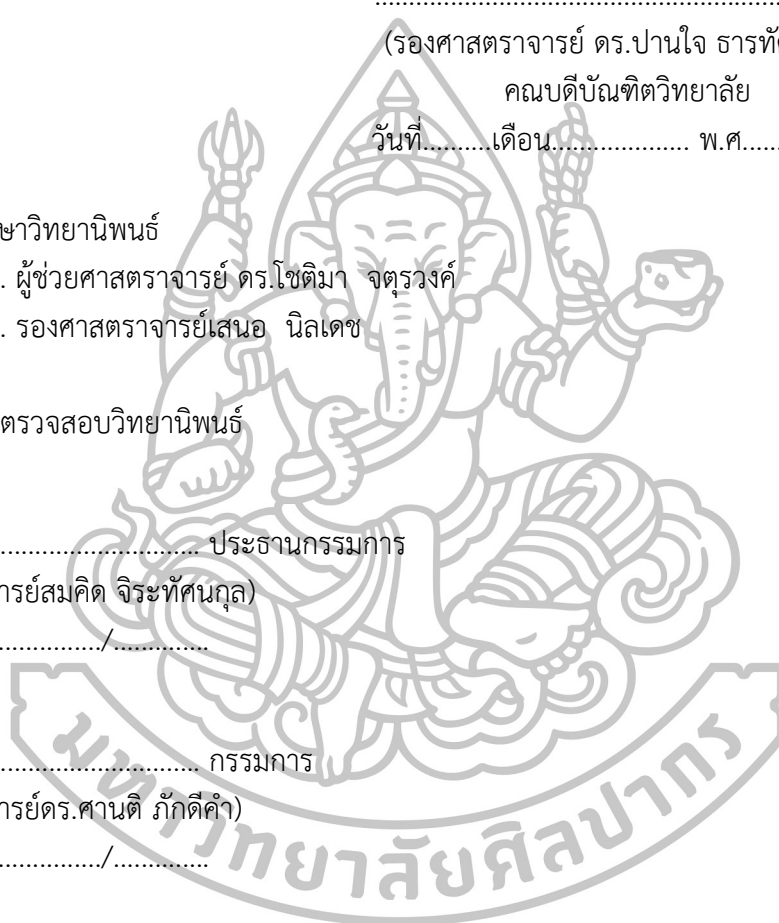 .......................................................................
(รองศาสตราจารย์ ดร.ปานใจ
คณบดีบัณฑิตวิทยาลัย
วันที่..........เดือน.................... พ.ศ......
ษาวิทยานิพนธ์
. ผู้ช่วยศาสตราจารย์ ดร.โชติมา จตุรวงค์
. รองศาสตราจารย์เสนอ นิลเดช
ตรวจสอบวิทยานิพนธ์
.............................. ประธานกรรมการ
ารย์สมคิด จิระทัศนกุล)
.............../..............
.............................. กรรมการ
ารย์ดร.ศานติ ภักดีคำ)
.............../..............
มหาวิทยาลัยศิลปากร